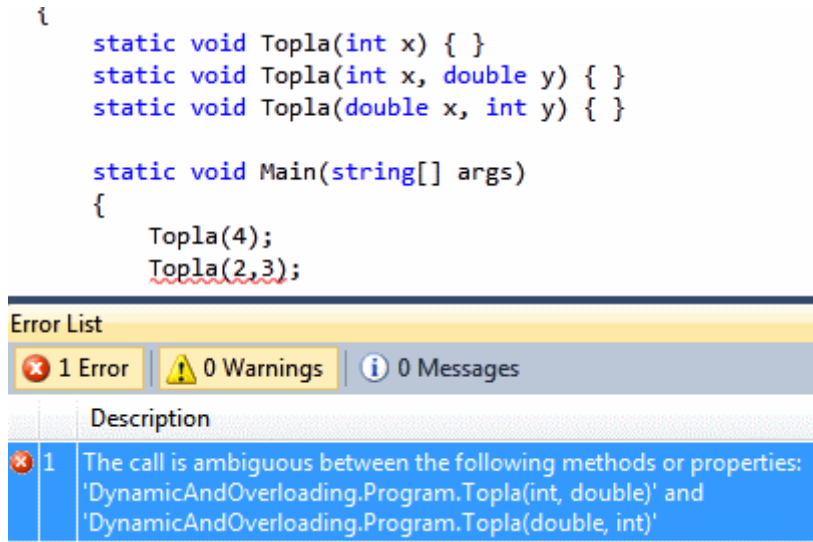 {
static void Topla(int x) { }
static void Topla(int x, double y) { }
static void Topla(double x, int y) { }
static void Main(string[] args)
{
Topla(4);
Topla(2,3);
Error List
1 Error
0 Warnings
0 Messages
Description
1 The call is ambiguous between the following methods or properties:
'DynamicAndOverloading.Program.Topla(int, double)' and
'DynamicAndOverloading.Program.Topla(double, int)'